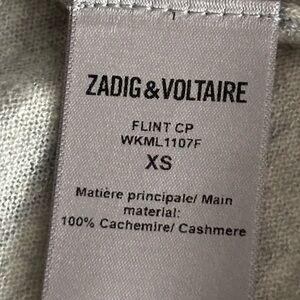 ZADIG & VOLTAIRE
FLINT CP
WKML1107F
XS
Matière principale/ Main
material:
100% Cachemire/ Cashmere